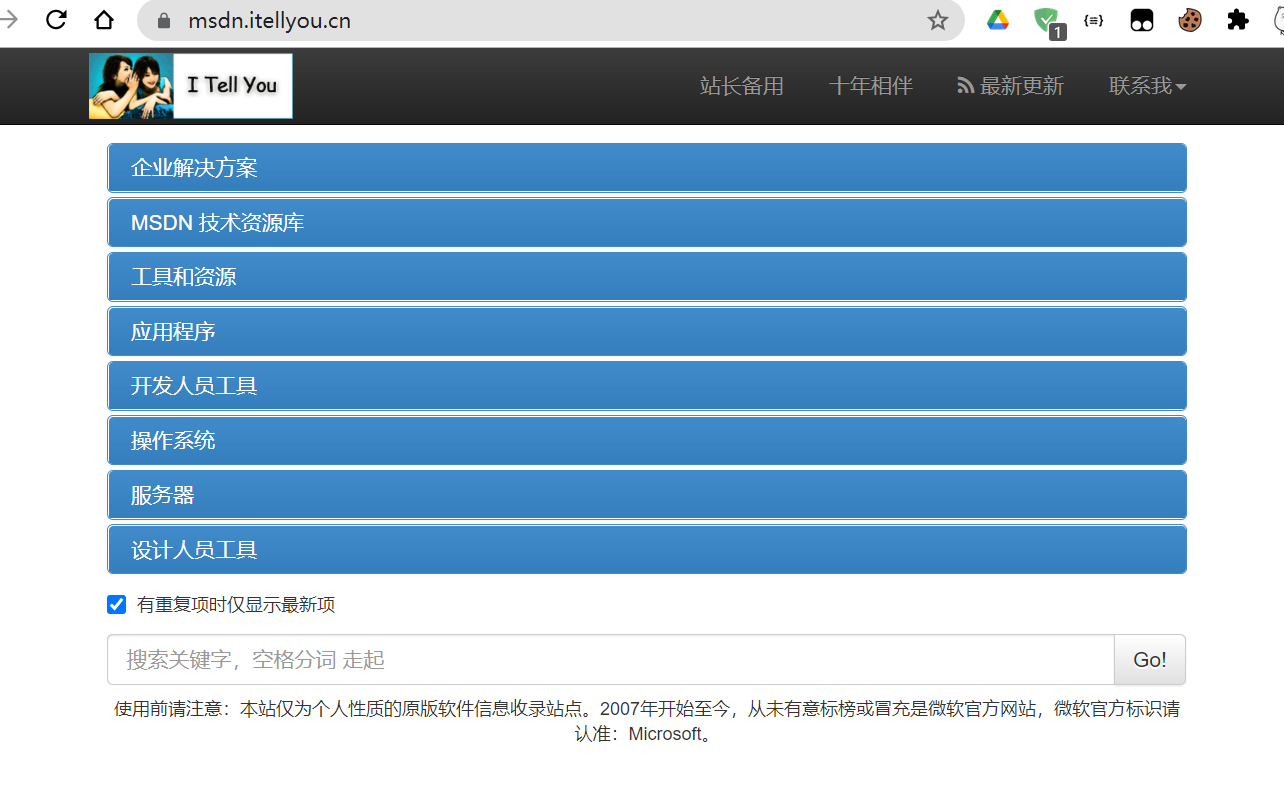 msdn.itellyou.cn
1
I Tell You
站长备用
十年相伴
最新更新
联系我
企业解决方案
MSDN 技术资源库
工具和资源
应用程序
开发人员工具
操作系统
服务器
设计人员工具
有重复项时仅显示最新项
搜索关键字，空格分词 走起
Go!
使用前请注意：本站仅为个人性质的原版软件信息收录站点。2007年开始至今，从未有意标榜或冒充是微软官方网站，微软官方标识请
认准：Microsoft。